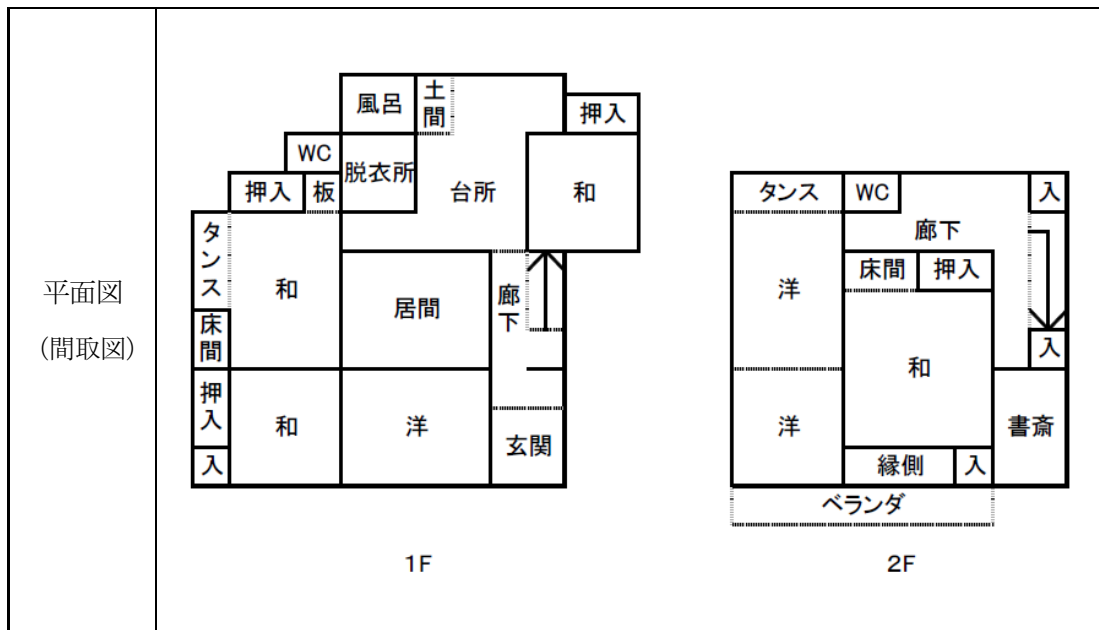 平面図
(間取図)
風呂
土間
押入
WC
脱衣所
台所
和
押入
板
タンス
和
居間
廊下
床間
押入
和
洋
玄関
入
1F
タンス
WC
入
廊下
床間
押入
洋
和
入
洋
書斎
縁側
入
ベランダ
2F